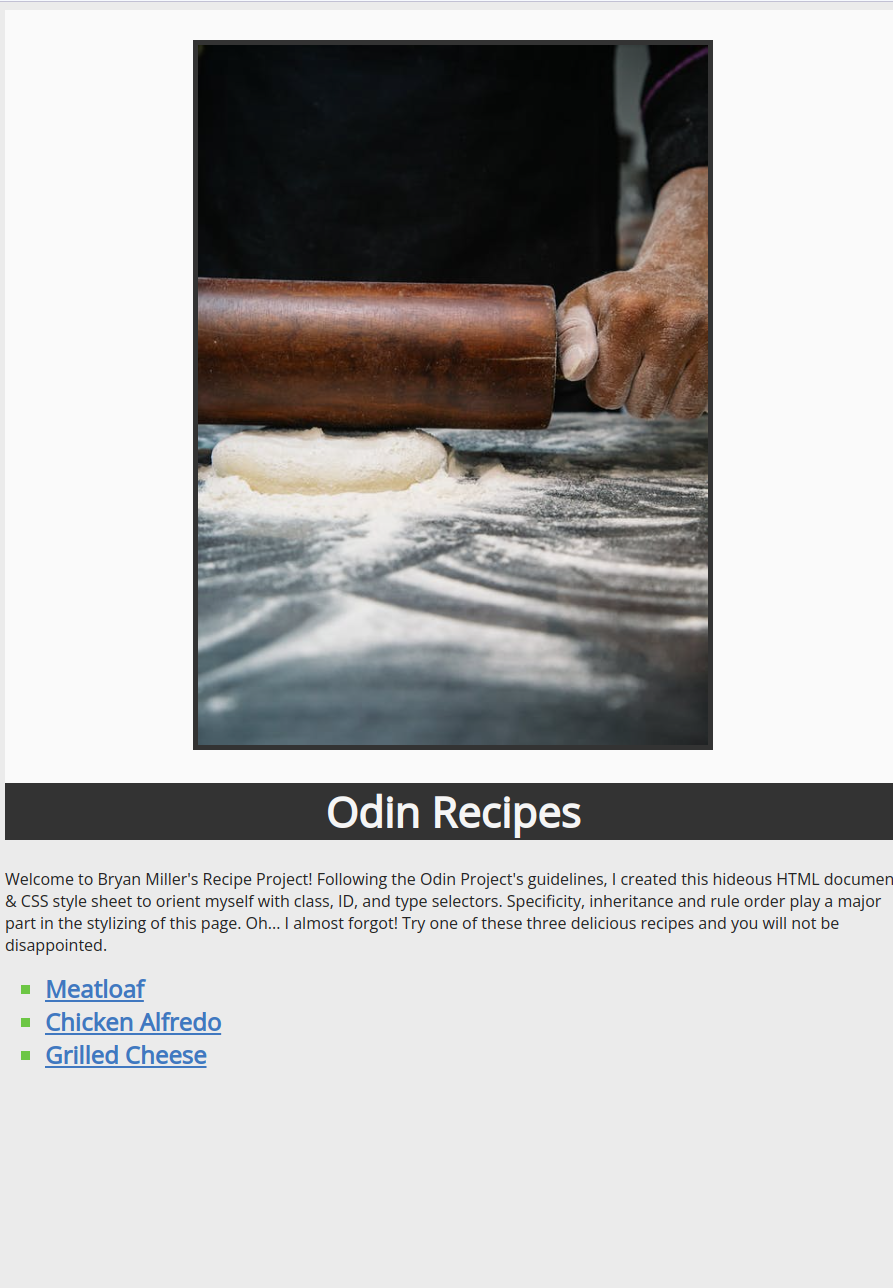 Odin Recipes
Welcome to Bryan Miller's Recipe Project! Following the Odin Project's guidelines, I created this hideous HTML documen
& CSS style sheet to orient myself with class, ID, and type selectors. Specificity, inheritance and rule order play a major
part in the stylizing of this page. Oh... I almost forgot! Try one of these three delicious recipes and you will not be
disappointed.
Meatloaf
Chicken Alfredo
Grilled Cheese